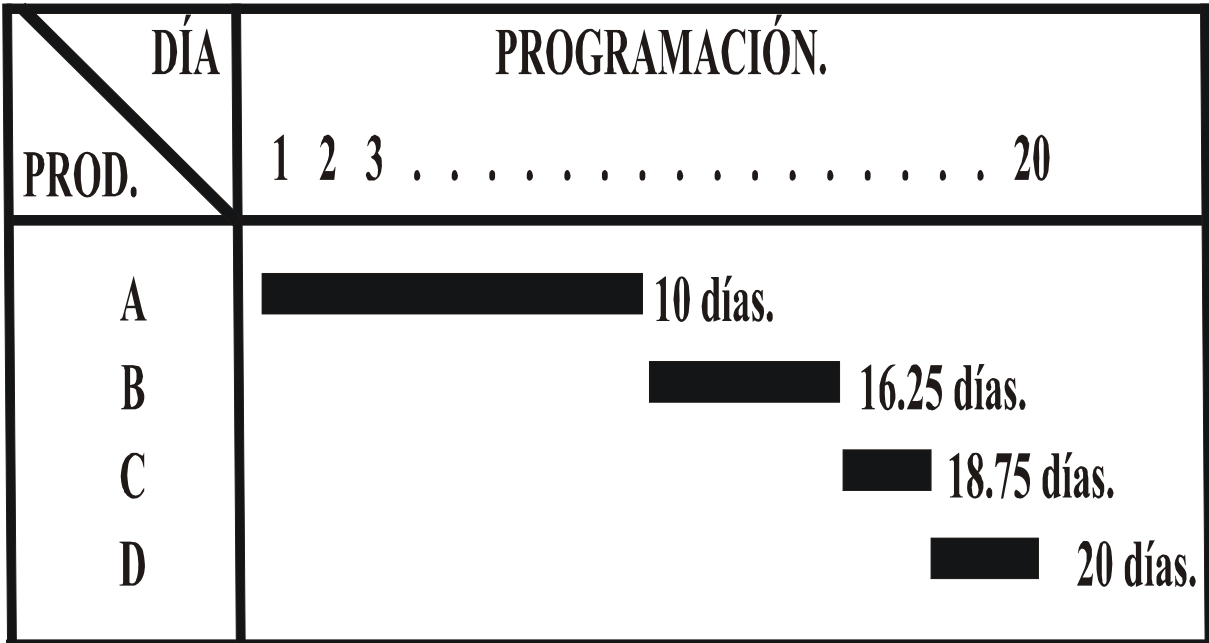 DÍA
PROGRAMACIÓN.
PROD.
1 2 3 . . . . . . . . . . . . . . . . 20
A 10 días.
B 16.25 días.
C 18.75 días.
D 20 días.